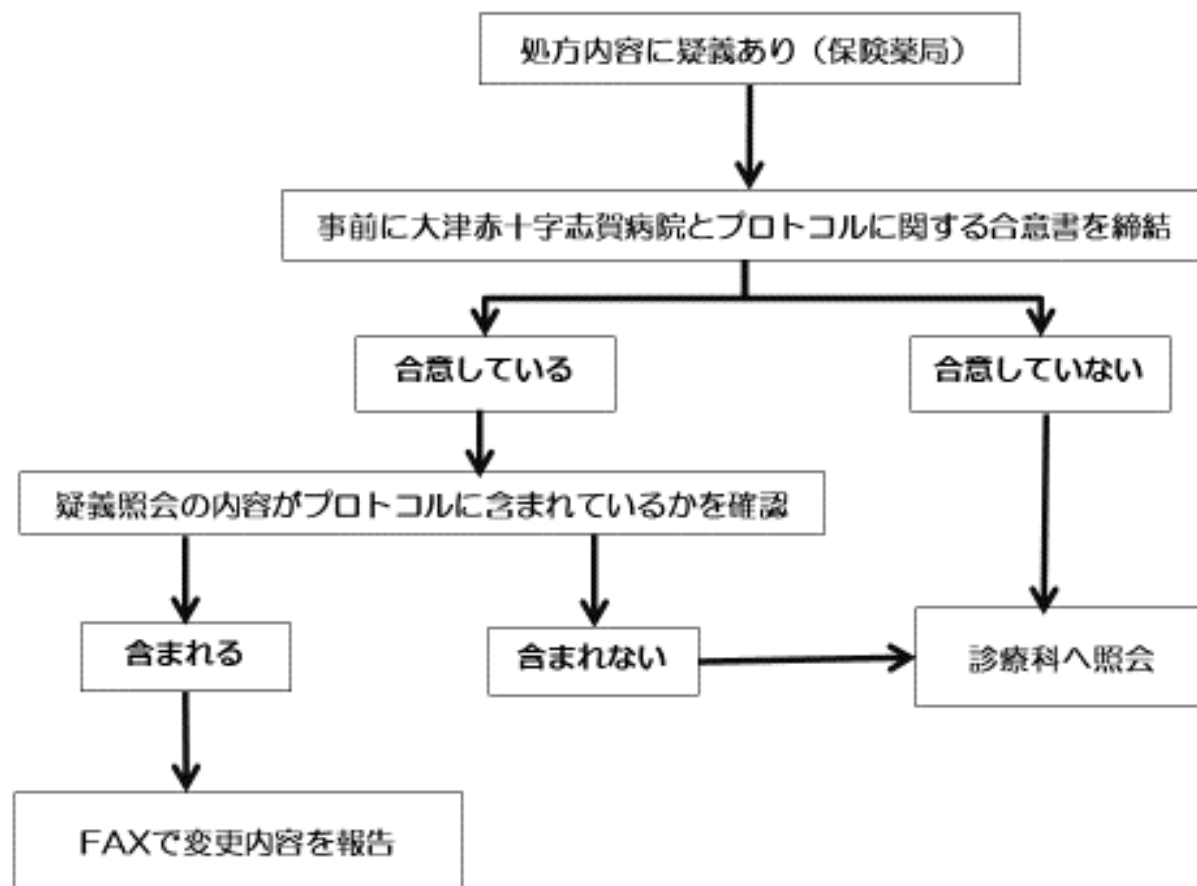 処方内容に疑義あり（保険薬局）
事前に大津赤十字志賀病院とプロトコルに関する合意書を締結
合意している
合意していない
疑義照会の内容がプロトコルに含まれているかを確認
含まれる
含まれない
診療科へ照会
FAXで変更内容を報告